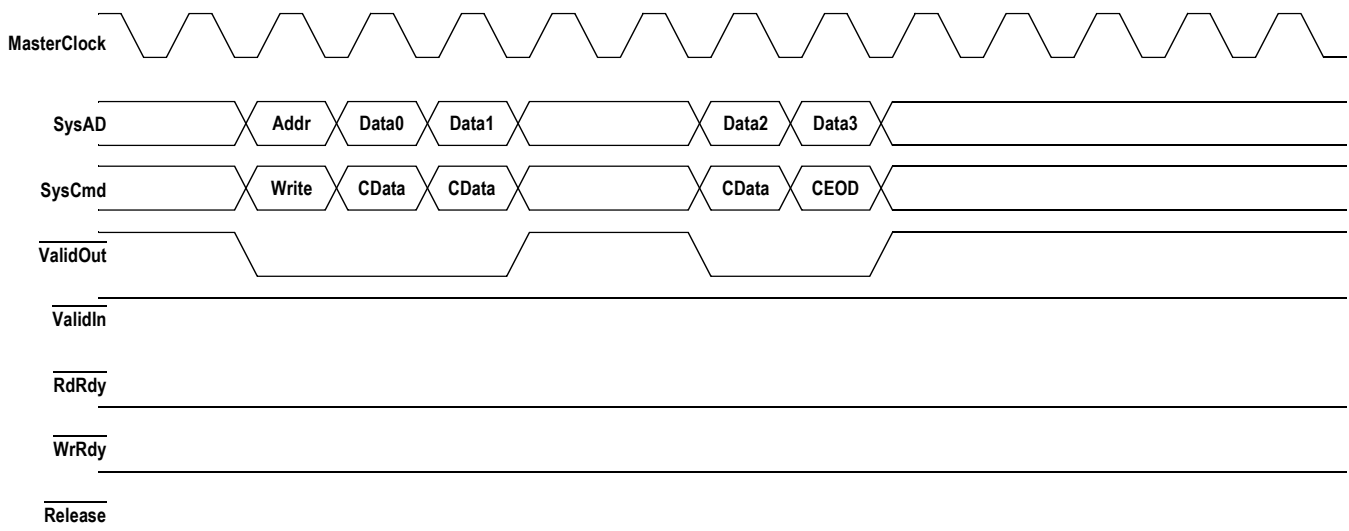 MasterClock
SysAD Addr Data0 Data1 Data2 Data3
SysCmd Write CData CData CData CEOD
ValidOut
ValidIn
RdRdy
WrRdy
Release